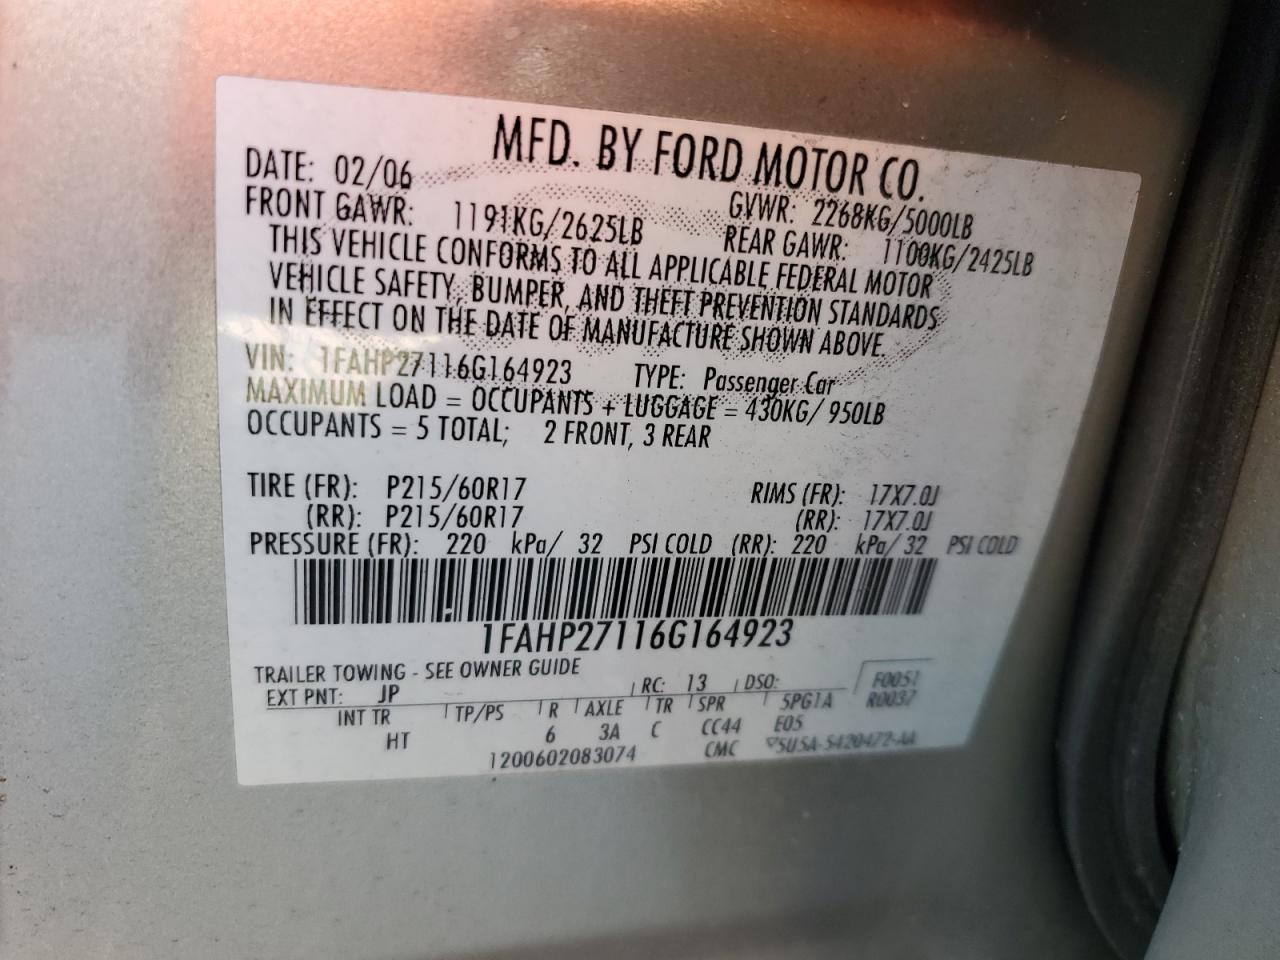 MFD. BY FORD MOTOR CO.
DATE: 02/06 GVWR: 2268KG/5000LB
FRONT GAWR: 1191KG/2625LB REAR GAWR: 1100KG/2425LB
THIS VEHICLE CONFORMS TO ALL APPLICABLE FEDERAL MOTOR
VEHICLE SAFETY, BUMPER, AND THEFT PREVENTION STANDARDS
IN EFFECT ON THE DATE OF MANUFACTURE SHOWN ABOVE.
VIN: 1FAHP27116G164923 TYPE: Passenger Car
MAXIMUM LOAD = OCCUPANTS + LUGGAGE = 430KG/ 950LB
OCCUPANTS = 5 TOTAL; 2 FRONT, 3 REAR
TIRE (FR): P215/60R17 RIMS (FR): 17X7.0J
(RR): P215/60R17 (RR): 17X7.0J
PRESSURE (FR): 220 kPa/ 32 PSI COLD (RR): 220 kPa/ 32 PSI COLD
1FAHP27116G164923
TRAILER TOWING - SEE OWNER GUIDE
EXT PNT: JP RC: 13 DSO: F0051
INT TR TP/PS R AXLE TR SPR 5PG1A R0037
HT 6 3A C CC44 E05
1200602083074 CMC 5U5A-5420472-AA